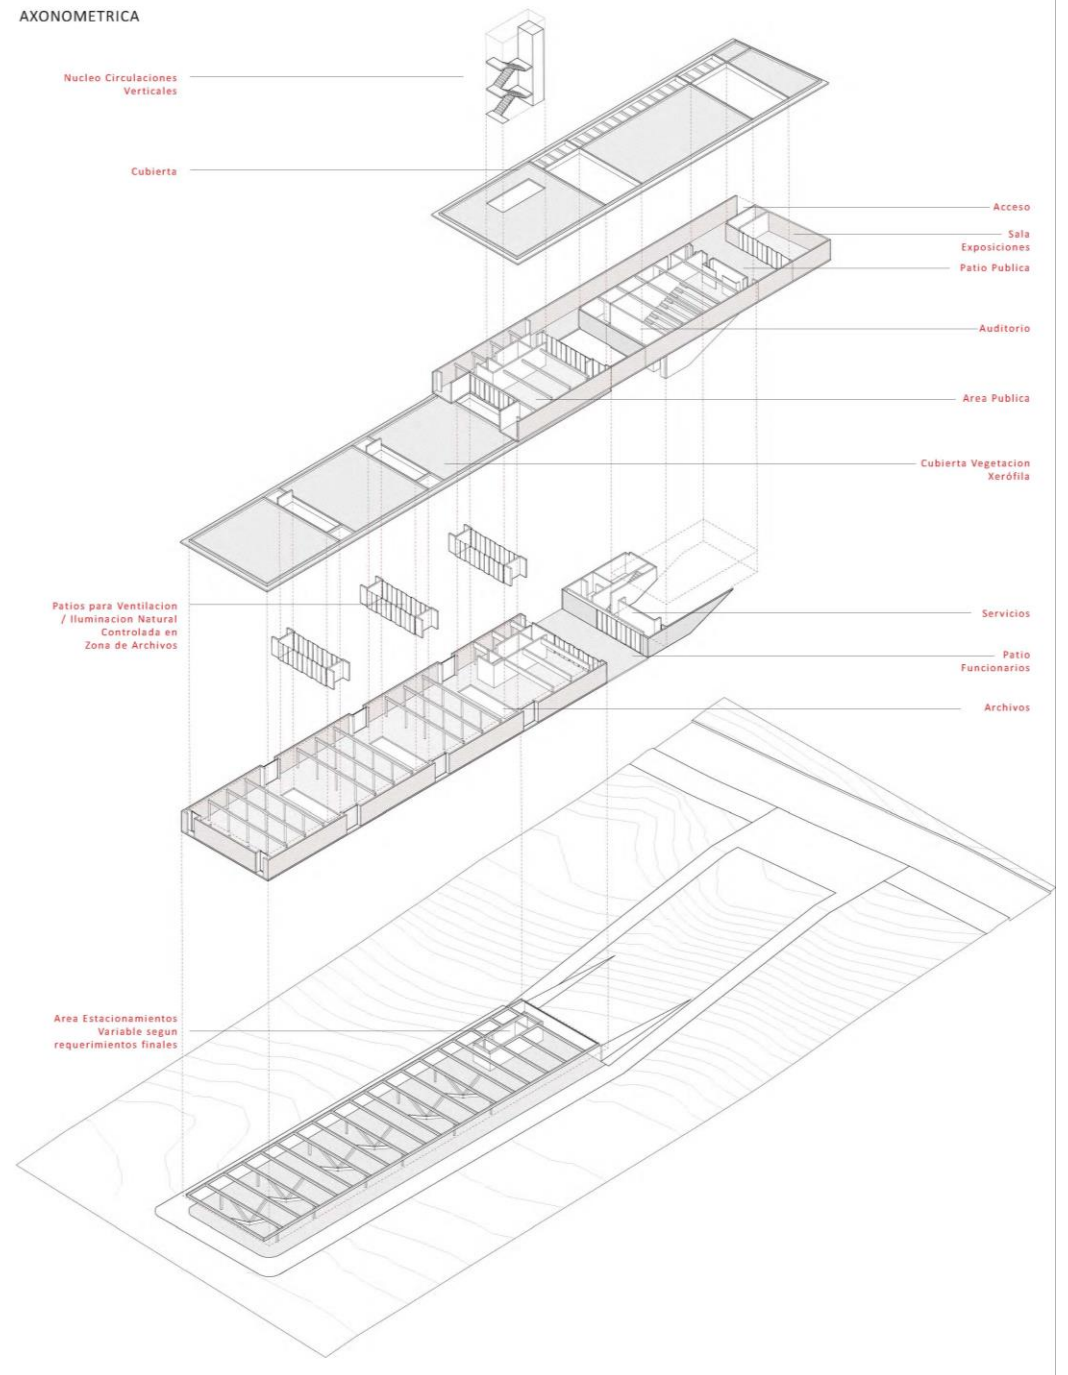 AXONOMETRICA
Nucleo Circulaciones
Verticales
Cubierta
Acceso
Sala
Exposiciones
Patio Publica
Auditorio
Area Publica
Cubierta Vegetacion
Xerófila
Patios para Ventilacion
/ Iluminacion Natural
Controlada en
Zona de Archivos
Servicios
Patio
Funcionarios
Archivos
Area Estacionamientos
Variable segun
requerimientos finales